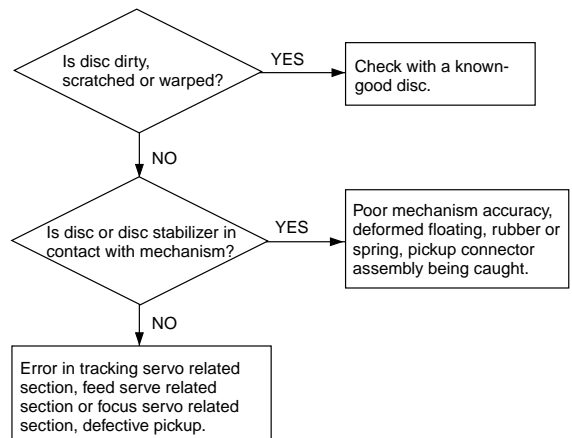 Is disc dirty,
scratched or warped?
YES
Check with a known-
good disc.
NO
Is disc or disc stabilizer in
contact with mechanism?
YES
Poor mechanism accuracy,
deformed floating, rubber or
spring, pickup connector
assembly being caught.
NO
Error in tracking servo related
section, feed serve related
section or focus servo related
section, defective pickup.